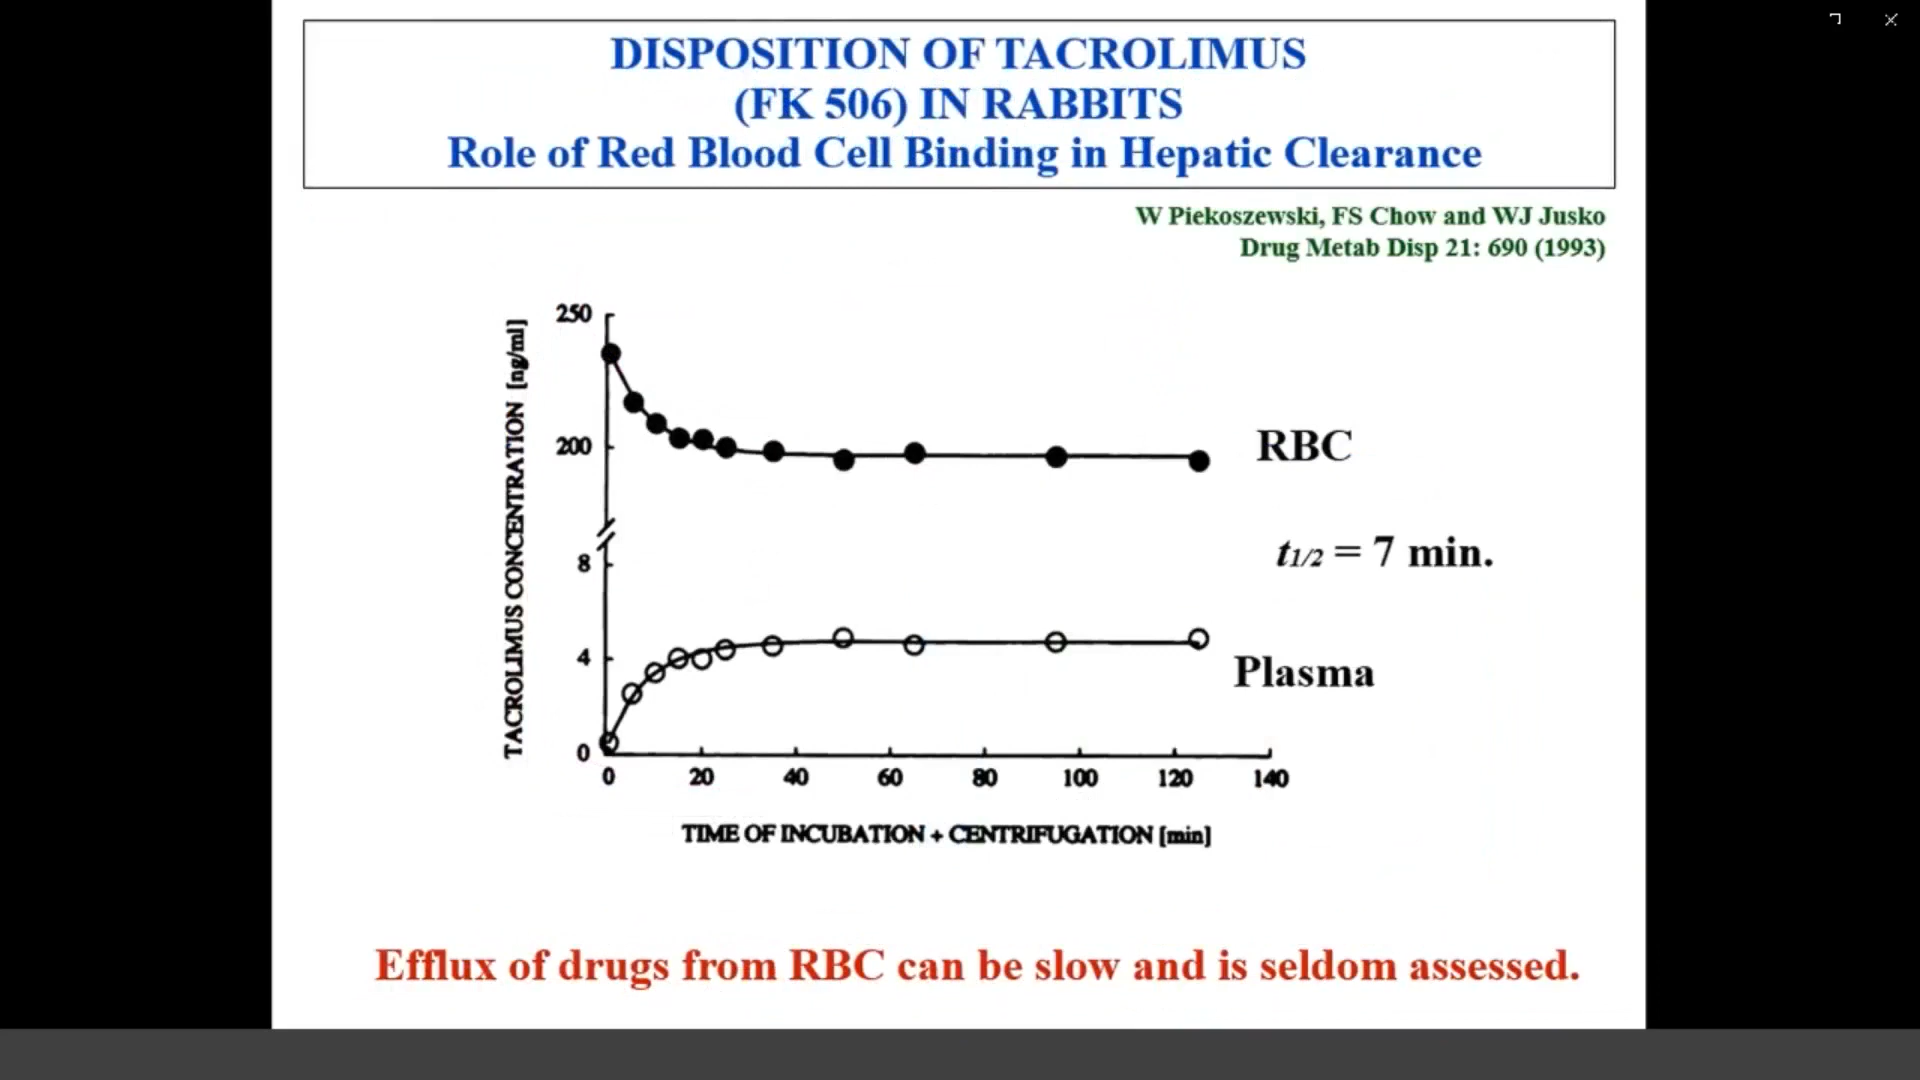 DISPOSITION OF TACROLIMUS
(FK 506) IN RABBITS
Role of Red Blood Cell Binding in Hepatic Clearance
W Piekoszewski, FS Chow and WJ Jusko
Drug Metab Disp 21: 690 (1993)
TACROLIMUS CONCENTRATION [ng/ml]
250
200
8
4
0
RBC
t1/2 = 7 min.
Plasma
0 20 40 60 80 100 120 140
TIME OF INCUBATION + CENTRIFUGATION [min]
Efflux of drugs from RBC can be slow and is seldom assessed.